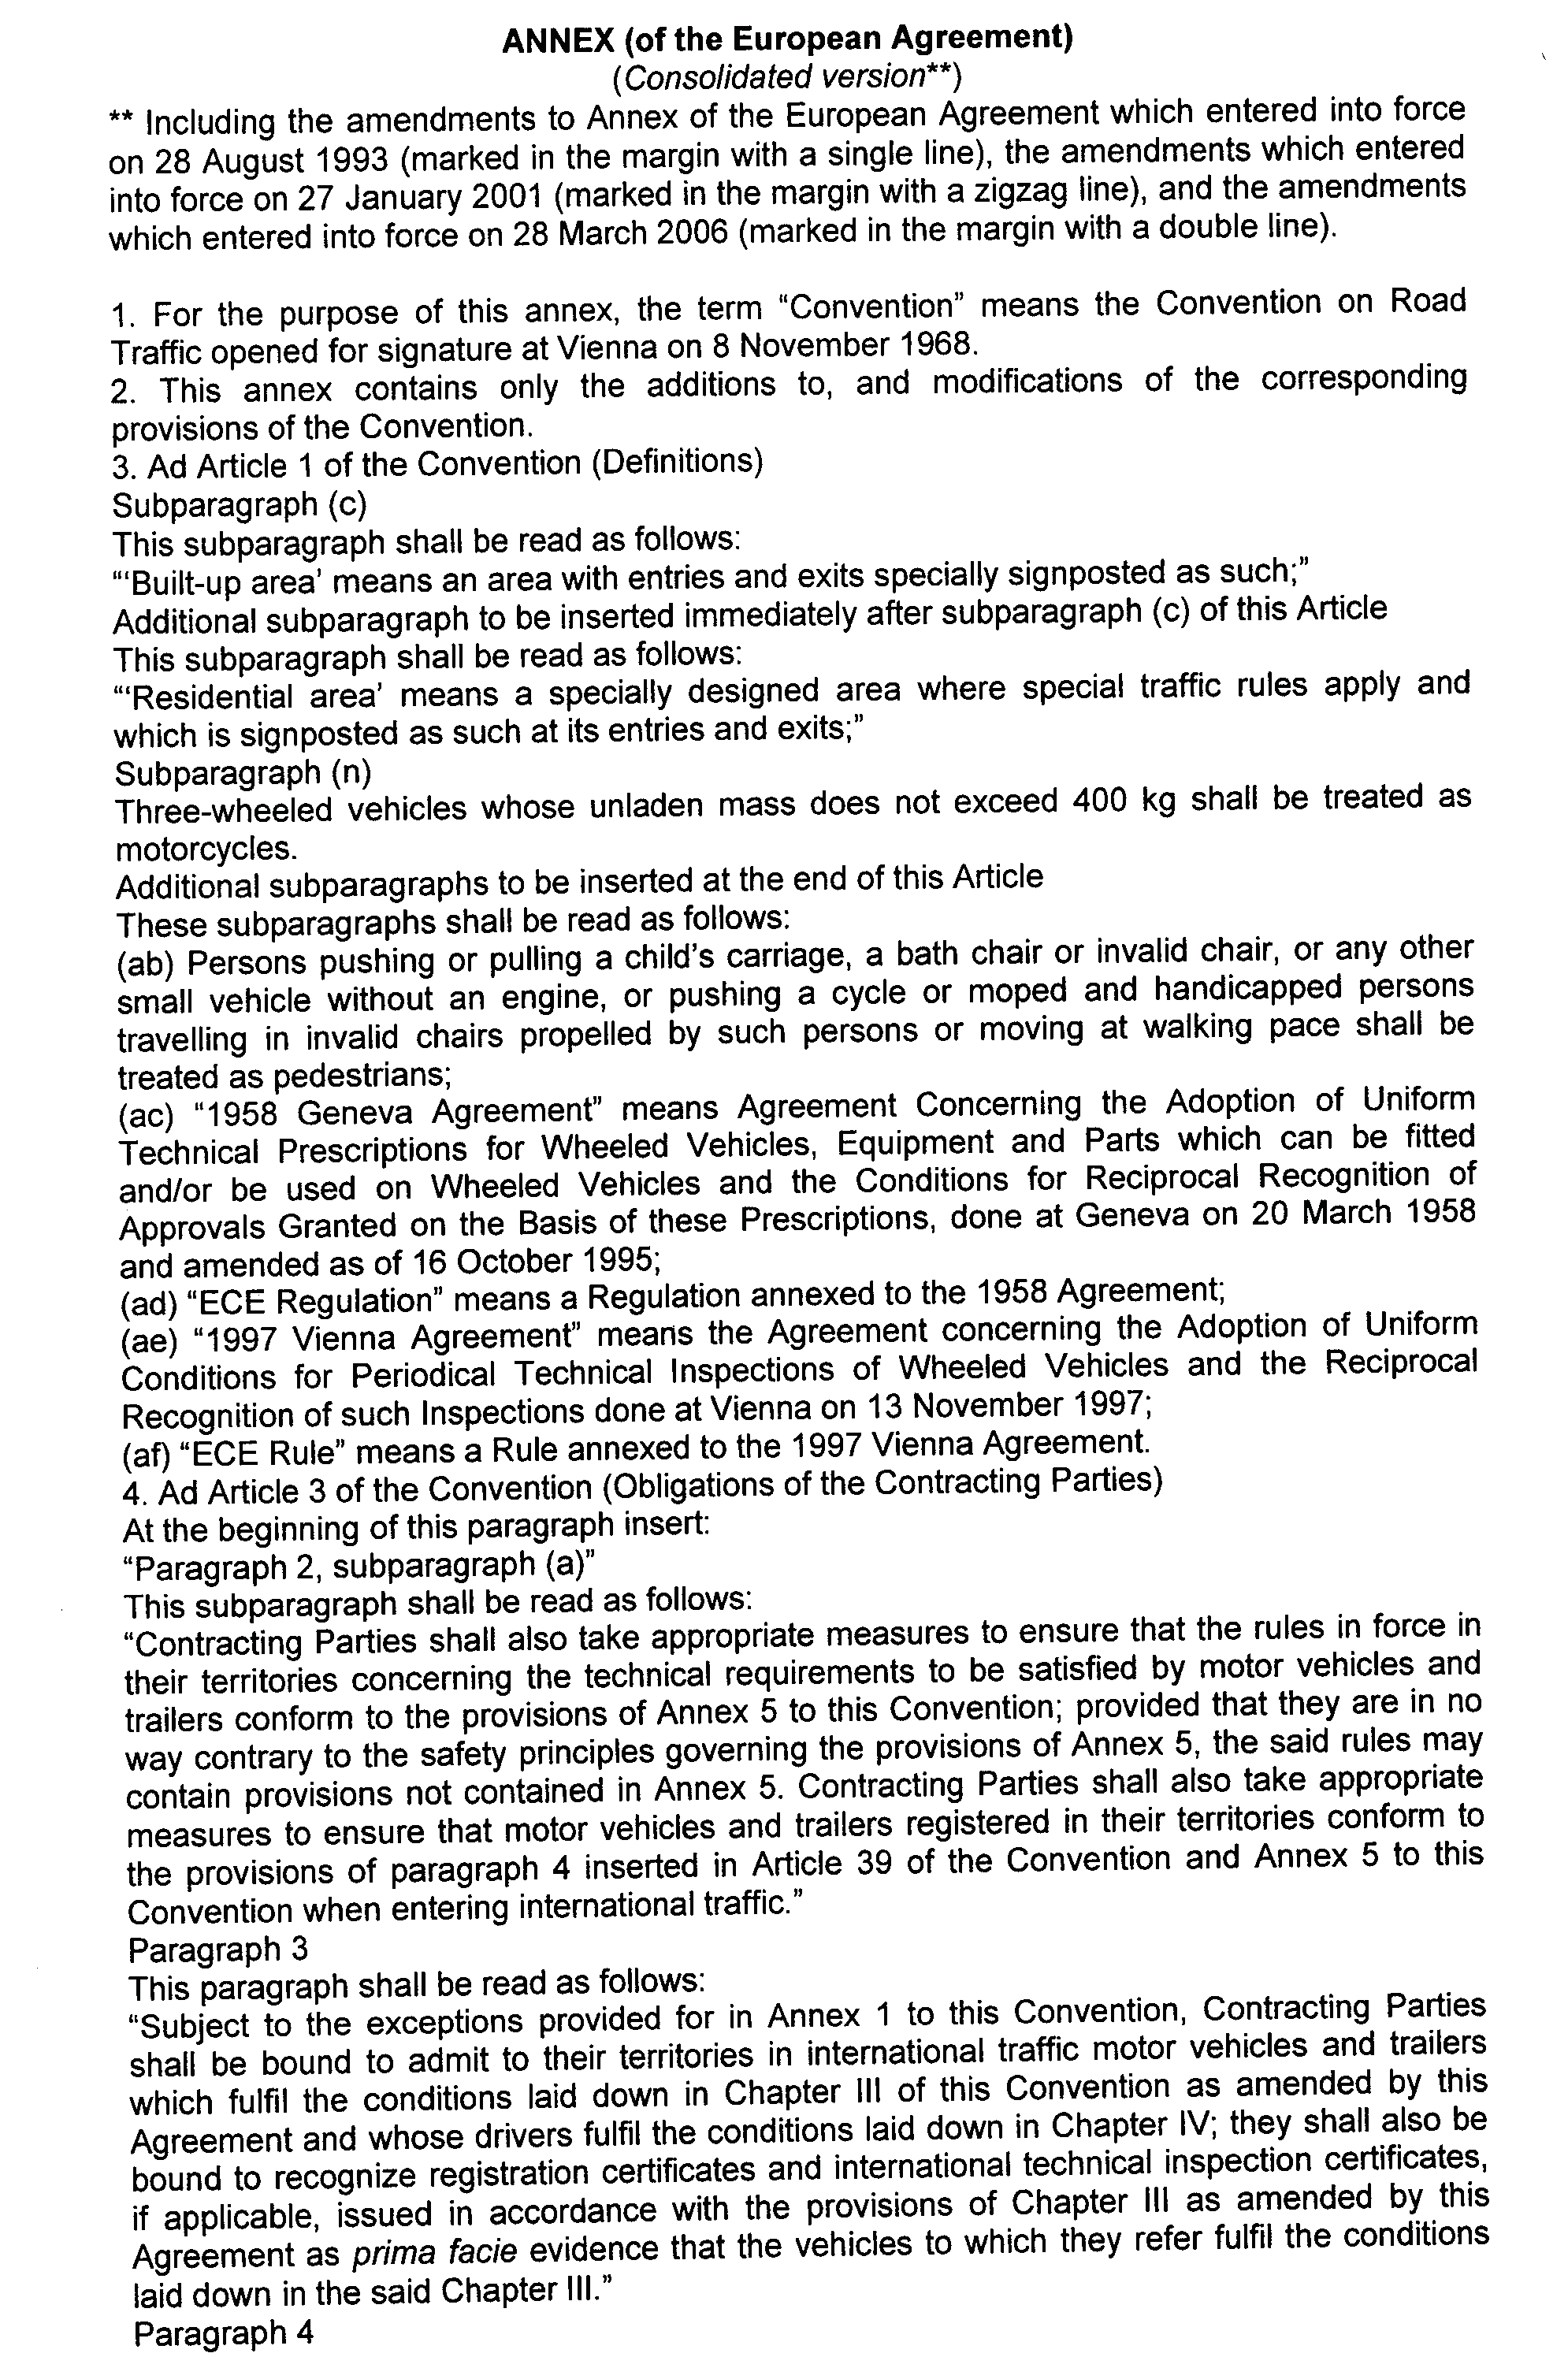 ANNEX (of the European Agreement)
(Consolidated version**)
** Including the amendments to Annex of the European Agreement which entered into force
on 28 August 1993 (marked in the margin with a single line), the amendments which entered
into force on 27 January 2001 (marked in the margin with a zigzag line), and the amendments
which entered into force on 28 March 2006 (marked in the margin with a double line).
1. For the purpose of this annex, the term “Convention” means the Convention on Road
Traffic opened for signature at Vienna on 8 November 1968.
2. This annex contains only the additions to, and modifications of the corresponding
provisions of the Convention.
3. Ad Article 1 of the Convention (Definitions)
Subparagraph (c)
This subparagraph shall be read as follows:
“‘Built-up area’ means an area with entries and exits specially signposted as such;”
Additional subparagraph to be inserted immediately after subparagraph (c) of this Article
This subparagraph shall be read as follows:
“‘Residential area’ means a specially designed area where special traffic rules apply and
which is signposted as such at its entries and exits;”
Subparagraph (n)
Three-wheeled vehicles whose unladen mass does not exceed 400 kg shall be treated as
motorcycles.
Additional subparagraphs to be inserted at the end of this Article
These subparagraphs shall be read as follows:
(ab) Persons pushing or pulling a child’s carriage, a bath chair or invalid chair, or any other
small vehicle without an engine, or pushing a cycle or moped and handicapped persons
travelling in invalid chairs propelled by such persons or moving at walking pace shall be
treated as pedestrians;
(ac) “1958 Geneva Agreement” means Agreement Concerning the Adoption of Uniform
Technical Prescriptions for Wheeled Vehicles, Equipment and Parts which can be fitted
and/or be used on Wheeled Vehicles and the Conditions for Reciprocal Recognition of
Approvals Granted on the Basis of these Prescriptions, done at Geneva on 20 March 1958
and amended as of 16 October 1995;
(ad) “ECE Regulation” means a Regulation annexed to the 1958 Agreement;
(ae) “1997 Vienna Agreement” means the Agreement concerning the Adoption of Uniform
Conditions for Periodical Technical Inspections of Wheeled Vehicles and the Reciprocal
Recognition of such Inspections done at Vienna on 13 November 1997;
(af) “ECE Rule” means a Rule annexed to the 1997 Vienna Agreement.
4. Ad Article 3 of the Convention (Obligations of the Contracting Parties)
At the beginning of this paragraph insert:
“Paragraph 2, subparagraph (a)”
This subparagraph shall be read as follows:
“Contracting Parties shall also take appropriate measures to ensure that the rules in force in
their territories concerning the technical requirements to be satisfied by motor vehicles and
trailers conform to the provisions of Annex 5 to this Convention; provided that they are in no
way contrary to the safety principles governing the provisions of Annex 5, the said rules may
contain provisions not contained in Annex 5. Contracting Parties shall also take appropriate
measures to ensure that motor vehicles and trailers registered in their territories conform to
the provisions of paragraph 4 inserted in Article 39 of the Convention and Annex 5 to this
Convention when entering international traffic.”
Paragraph 3
This paragraph shall be read as follows:
“Subject to the exceptions provided for in Annex 1 to this Convention, Contracting Parties
shall be bound to admit to their territories in international traffic motor vehicles and trailers
which fulfil the conditions laid down in Chapter III of this Convention as amended by this
Agreement and whose drivers fulfil the conditions laid down in Chapter IV; they shall also be
bound to recognize registration certificates and international technical inspection certificates,
if applicable, issued in accordance with the provisions of Chapter III as amended by this
Agreement as prima facie evidence that the vehicles to which they refer fulfil the conditions
laid down in the said Chapter III.”
Paragraph 4